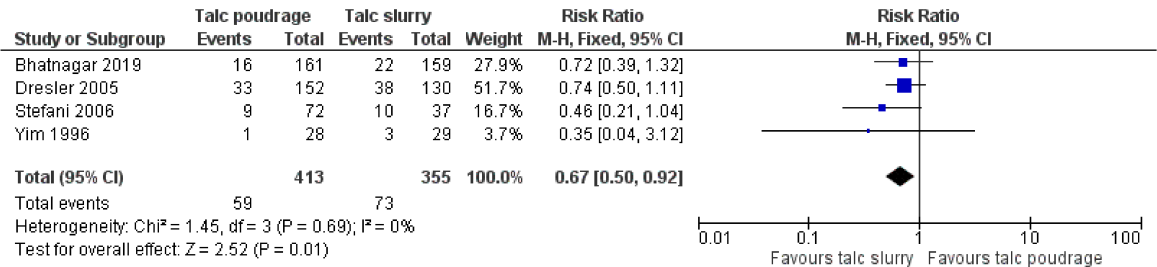 Talc poudrage Talc slurry Risk Ratio Risk Ratio
Study or Subgroup Events Total Events Total Weight M-H, Fixed, 95% CI M-H, Fixed, 95% CI
Bhatnagar 2019 16 161 22 159 27.9% 0.72 [0.39, 1.32]
Dresler 2005 33 152 38 130 51.7% 0.74 [0.50, 1.11]
Stefani 2006 9 72 10 37 16.7% 0.46 [0.21, 1.04]
Yim 1996 1 28 3 29 3.7% 0.35 [0.04, 3.12]
Total (95% CI) 413 355 100.0% 0.67 [0.50, 0.92]
Total events 59 73
Heterogeneity: Chi² = 1.45, df = 3 (P = 0.69); I² = 0%
Test for overall effect: Z = 2.52 (P = 0.01)
0.01 0.1 1 10 100
Favours talc slurry Favours talc poudrage